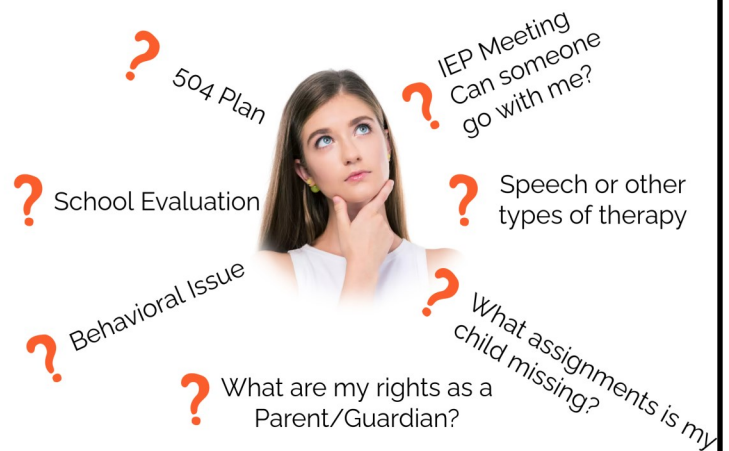 504 Plan
IEP Meeting
Can someone
go with me?
School Evaluation
Speech or other
types of therapy
Behavioral Issue
What assignments is my
child missing?
What are my rights as a
Parent/Guardian?